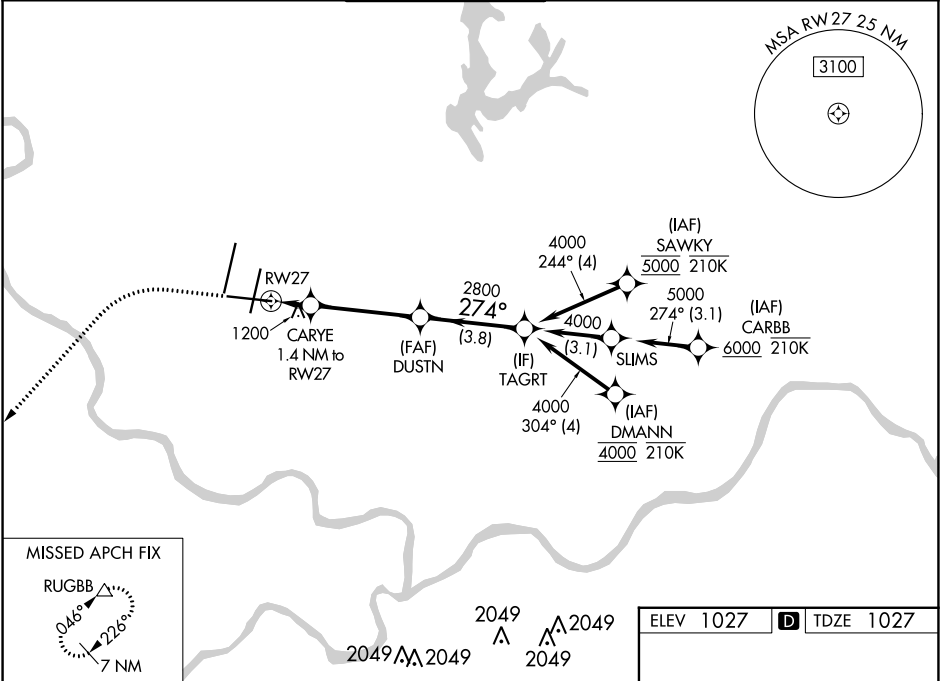 MSA RW27 25 NM
3100
(IAF)
SAWKY
5000 210K
4000
244° (4)
5000
274° (3.1)
(IAF)
CARBB
6000 210K
RW27
2800
274°
(3.8)
4000
(3.1)
SLIMS
1200
CARYE
1.4 NM to
RW27
(FAF)
DUSTN
(IF)
TAGRT
4000
304° (4)
(IAF)
DMANN
4000 210K
MISSED APCH FIX
RUGBB
046°
226°
7 NM
2049
2049
2049
2049
2049
ELEV 1027 D TDZE 1027